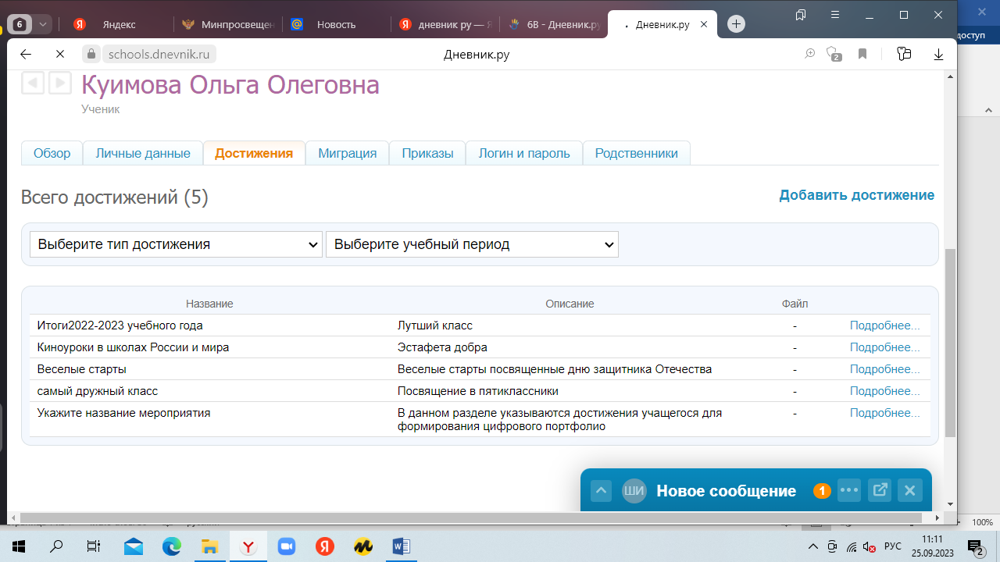 6
Яндекс
Минпросвещен
Новость
дневник ру — Я
6В - Дневник.ру
Дневник.ру
доступ
schools.dnevnik.ru
Дневник.ру
2
Куимова Ольга Олеговна
Ученик
Обзор
Личные данные
Достижения
Миграция
Приказы
Логин и пароль
Родственники
Всего достижений (5)
Добавить достижение
Выберите тип достижения
Выберите учебный период
Название
Описание
Файл
Итоги2022-2023 учебного года
Лутший класс
-
Подробнее...
Киноуроки в школах России и мира
Эстафета добра
-
Подробнее...
Веселые старты
Веселые старты посвященные дню защитника Отечества
-
Подробнее...
самый дружный класс
Посвящение в пятиклассники
-
Подробнее...
Укажите название мероприятия
В данном разделе указываются достижения учащегося для
формирования цифрового портфолио
-
Подробнее...
ШИ
Новое сообщение
1
100%
РУС
11:11
25.09.2023
2